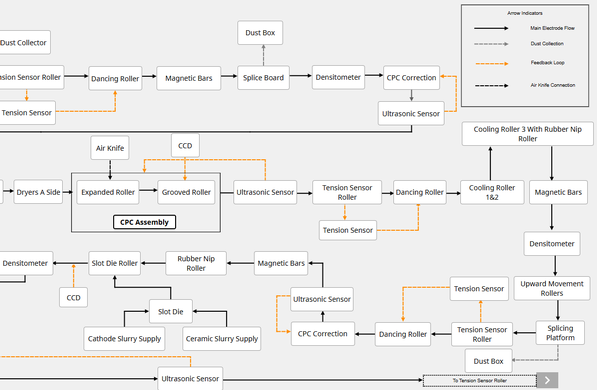 Arrow Indicators
Main Electrode Flow
Dust Collection
Feedback Loop
Air Knife Connection
Dust Collector
Dust Box
nsion Sensor Roller
Dancing Roller
Magnetic Bars
Splice Board
Densitometer
CPC Correction
Tension Sensor
Ultrasonic Sensor
Cooling Roller 3 With Rubber Nip
Roller
Air Knife
CCD
Dryers A Side
Expanded Roller
Grooved Roller
Ultrasonic Sensor
Tension Sensor
Roller
Dancing Roller
Cooling Roller
1&2
Magnetic Bars
CPC Assembly
Tension Sensor
Densitometer
Densitometer
Slot Die Roller
Rubber Nip
Roller
Magnetic Bars
Upward Movement
Rollers
CCD
Ultrasonic Sensor
Tension Sensor
Slot Die
Cathode Slurry Supply
Ceramic Slurry Supply
CPC Correction
Dancing Roller
Tension Sensor
Roller
Splicing
Platform
Dust Box
Ultrasonic Sensor
To Tension Sensor Roller